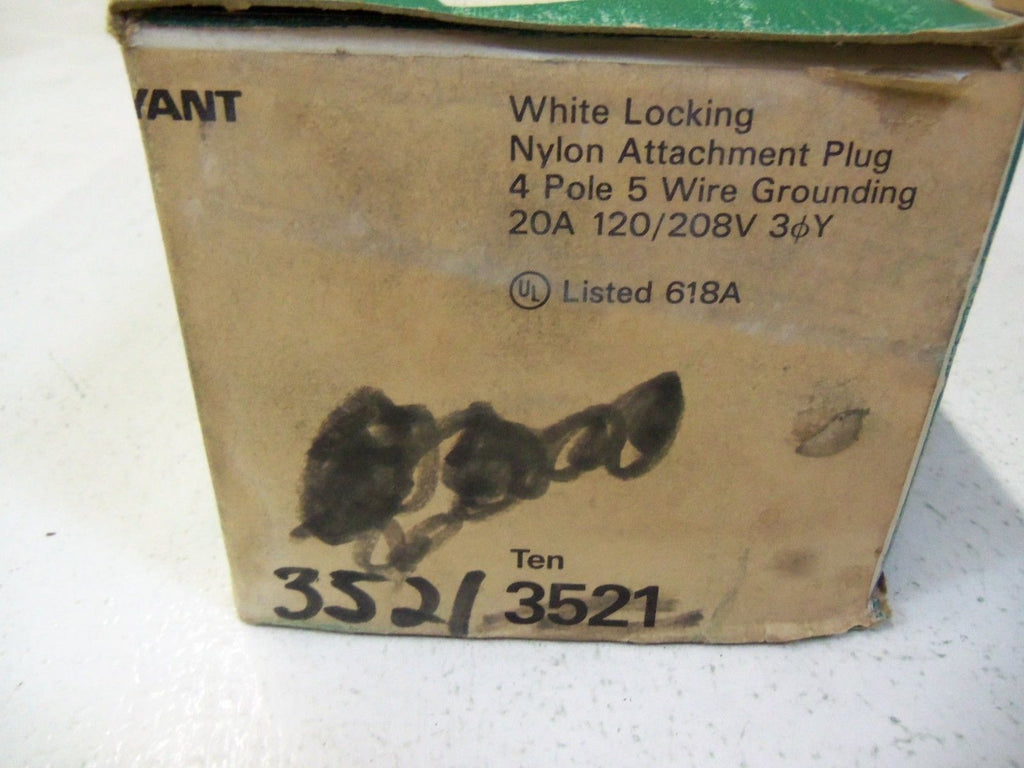 YANT
White Locking
Nylon Attachment Plug
4 Pole 5 Wire Grounding
20A 120/208V 3ϕY
UL Listed 618A
Ten
3521 3521